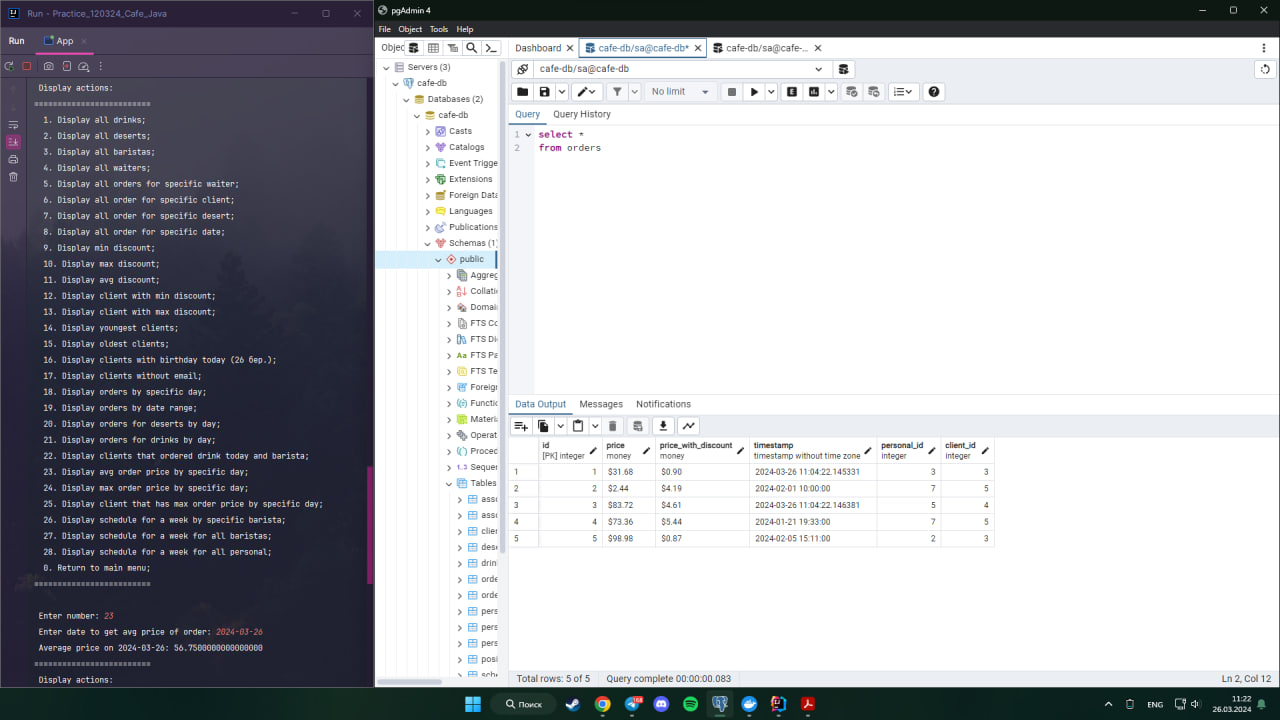 Run - Practice_120324_Cafe_Java
Run
App
Display actions:
=========================
1. Display all drinks;
2. Display all deserts;
3. Display all baristas;
4. Display all waiters;
5. Display all orders for specific waiter;
6. Display all order for specific client;
7. Display all order for specific desert;
8. Display all order for specific date;
9. Display min discount;
10. Display max discount;
11. Display avg discount;
12. Display client with min discount;
13. Display client with max discount;
14. Display youngest clients;
15. Display oldest clients;
16. Display clients with birthday today (26 бер.);
17. Display clients without email;
18. Display orders by specific day;
19. Display orders by date range;
20. Display orders for deserts by day;
21. Display orders for drinks by day;
22. Display clients that ordered drink today and barista;
23. Display avg order price by specific day;
24. Display max order price by specific day;
25. Display client that has max order price by specific day;
26. Display schedule for a week by specific barista;
27. Display schedule for a week for all baristas;
28. Display schedule for a week for all personal;
0. Return to main menu;
=========================
Enter number: 23
Enter date to get avg price of order: 2024-03-26
Average price on 2024-03-26: 56.7500000000000000
=========================
Display actions:
pgAdmin 4
File Object Tools Help
Objec
Servers (3)
cafe-db
Databases (2)
cafe-db
Casts
Catalogs
Event Trigge
Extensions
Foreign Data
Languages
Publications
Schemas (1)
public
Aggreg
Collati
Domai
FTS Co
FTS Di
FTS Pa
FTS Te
Foreig
Functio
Materi
Operat
Proced
1.3 Sequen
Tables
asso
asso
clien
dese
drin
orde
orde
pers
pers
pers
posi
sche
Dashboard
cafe-db/sa@cafe-db*
cafe-db/sa@cafe-...
cafe-db/sa@cafe-db
No limit
Query
Query History
1 select *
2 from orders
Data Output
Messages
Notifications
id [PK] integer
price money
price_with_discount money
timestamp timestamp without time zone
personal_id integer
client_id integer
1 1 $31.68 $0.90 2024-03-26 11:04:22.145331 3 3
2 2 $2.44 $4.19 2024-02-01 10:00:00 7 5
3 3 $83.72 $4.61 2024-03-26 11:04:22.146381 5 4
4 4 $73.36 $5.44 2024-01-21 19:33:00 7 5
5 5 $98.98 $0.87 2024-02-05 15:11:00 2 3
Total rows: 5 of 5
Query complete 00:00:00.083
Ln 2, Col 12
Поиск
168
ENG
11:22
26.03.2024